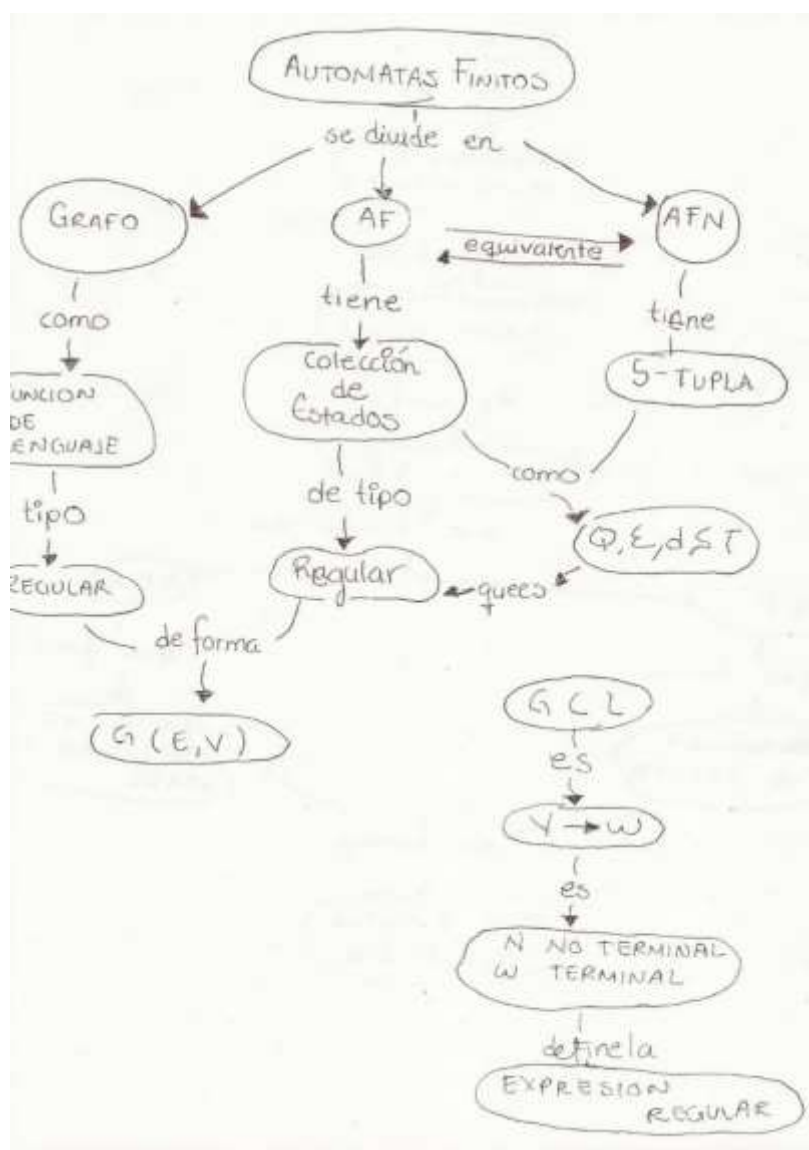 AUTOMATAS FINITOS
se divide en
GRAFO
AF
equivalente
AFN
como
tiene
tiene
UNCION
DE
ENGUAJE
Colección
de
Estados
5-TUPLA
como
tipo
de tipo
Q, Σ, d S T
REGULAR
Regular
que es
de forma
G (E, V)
G C L
es
V → W
es
N NO TERMINAL
W TERMINAL
define la
EXPRESION
REGULAR